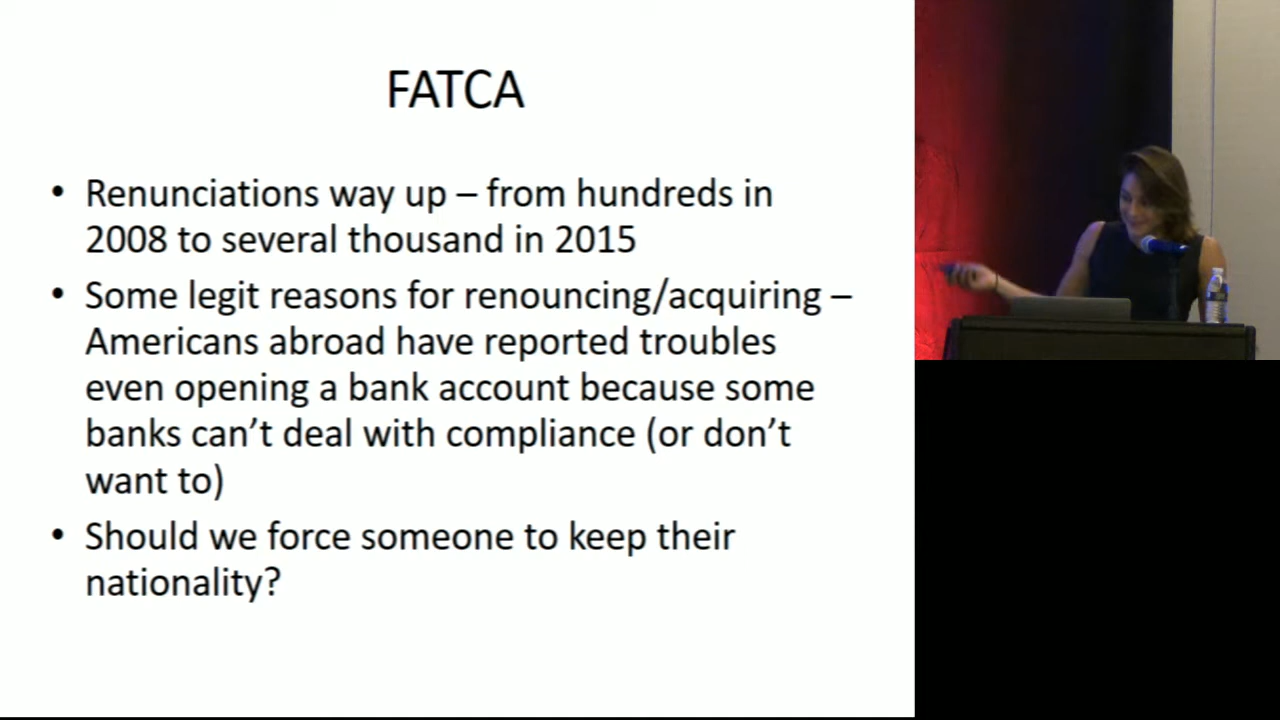 FATCA
• Renunciations way up – from hundreds in
2008 to several thousand in 2015
• Some legit reasons for renouncing/acquiring –
Americans abroad have reported troubles
even opening a bank account because some
banks can’t deal with compliance (or don’t
want to)
• Should we force someone to keep their
nationality?